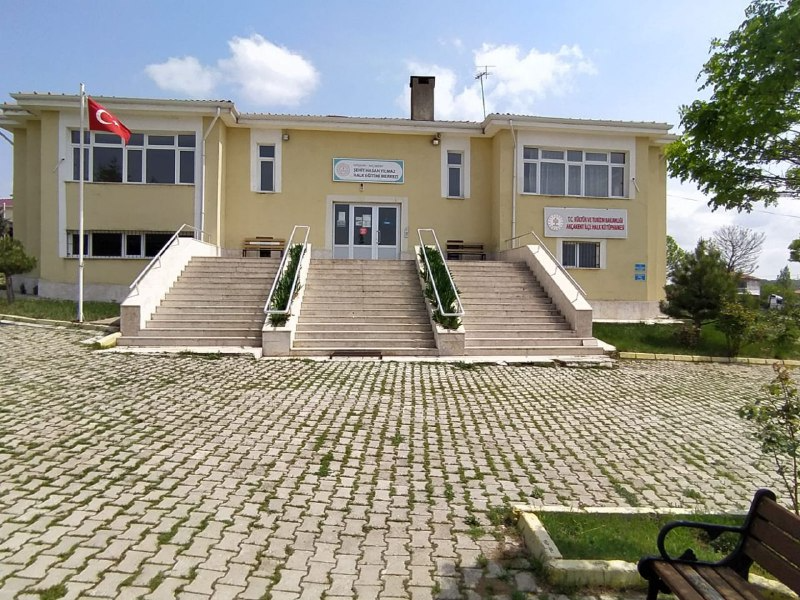 ŞEHİT HASAN YILMAZ
HALK EĞİTİMİ MERKEZİ
T.C. KÜLTÜR VE TURİZM BAKANLIĞI
AKÇAKENT İLÇE HALK KÜTÜPHANESİ